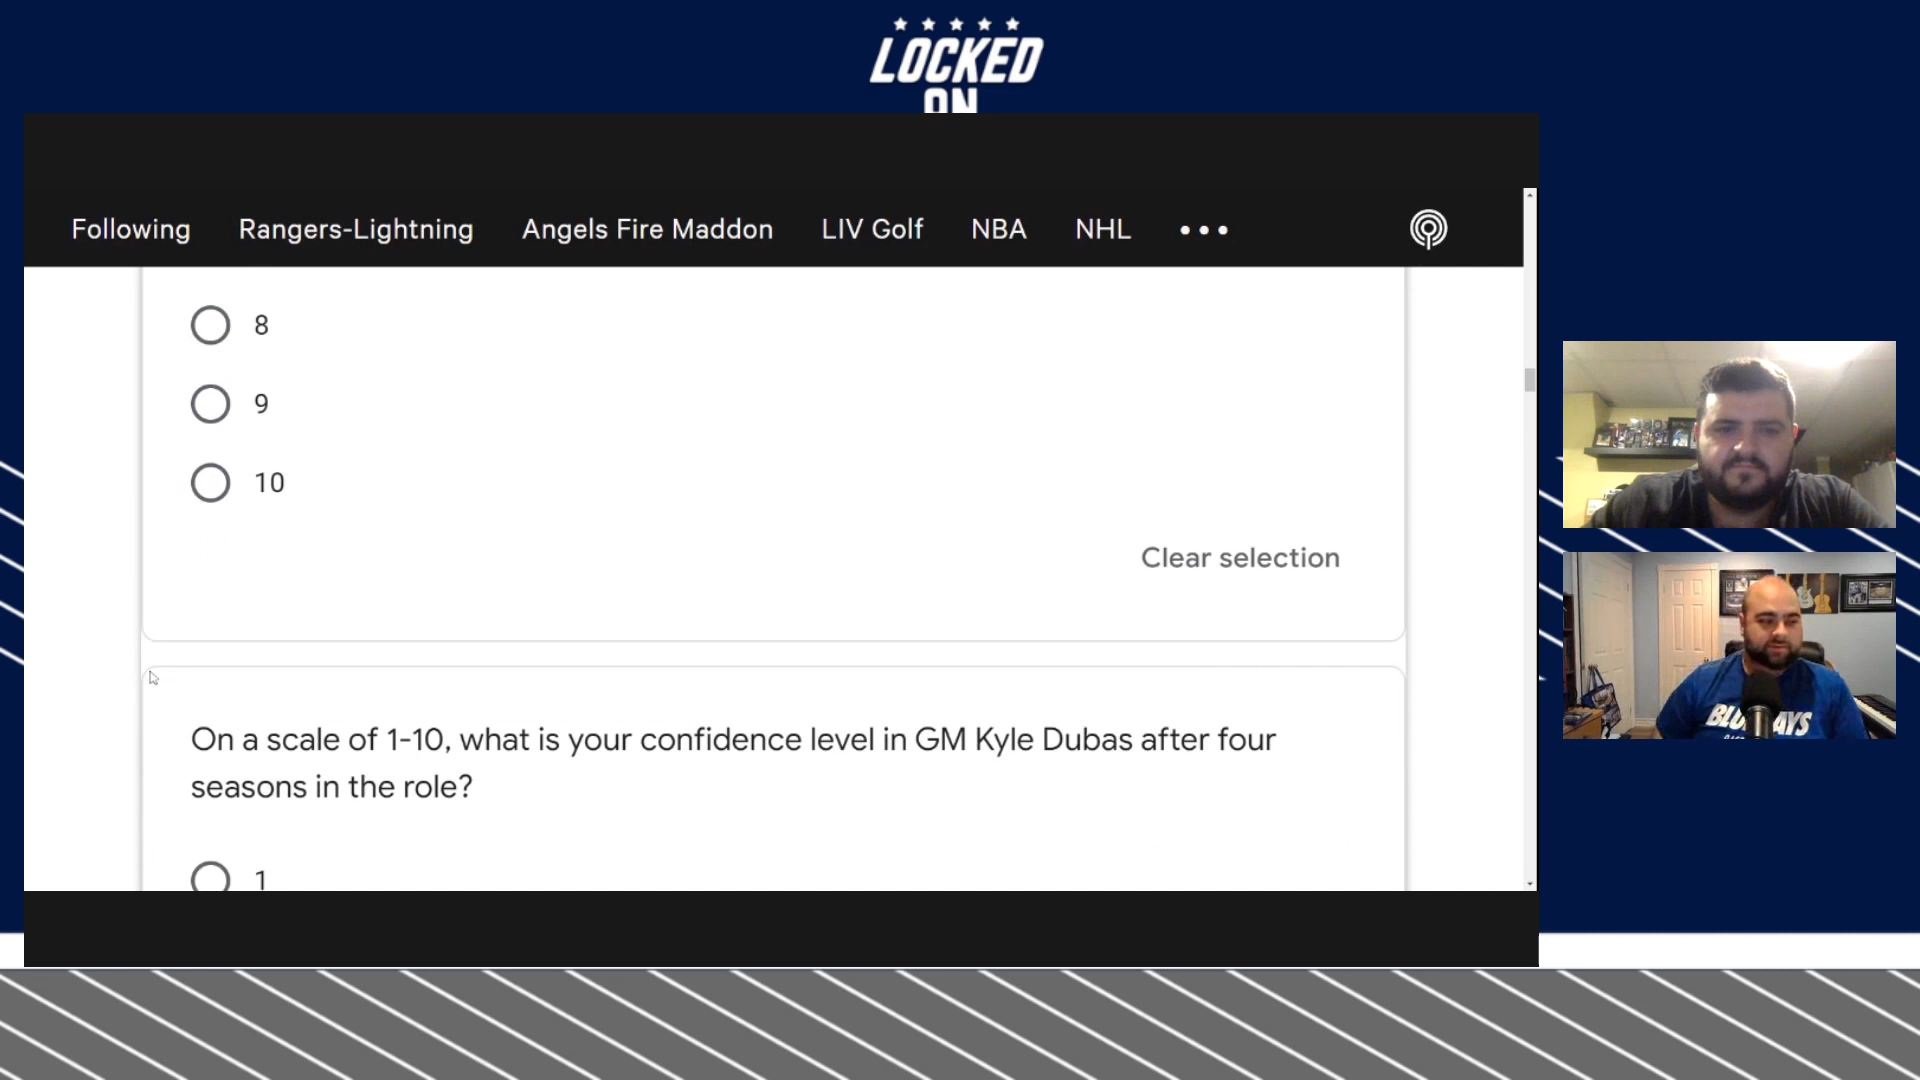 LOCKED
ON
Following Rangers-Lightning Angels Fire Maddon LIV Golf NBA NHL
8
9
10
Clear selection
On a scale of 1-10, what is your confidence level in GM Kyle Dubas after four
seasons in the role?
1